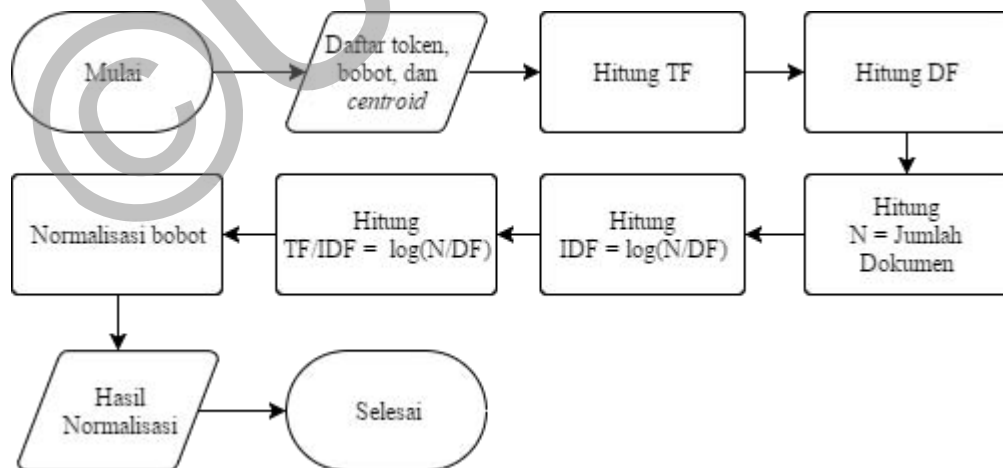 Mulai
Daftar token,
bobot, dan
centroid
Hitung TF
Hitung DF
Hitung
N = Jumlah
Dokumen
Hitung
IDF = log(N/DF)
Hitung
TF/IDF = log(N/DF)
Normalisasi bobot
Hasil
Normalisasi
Selesai